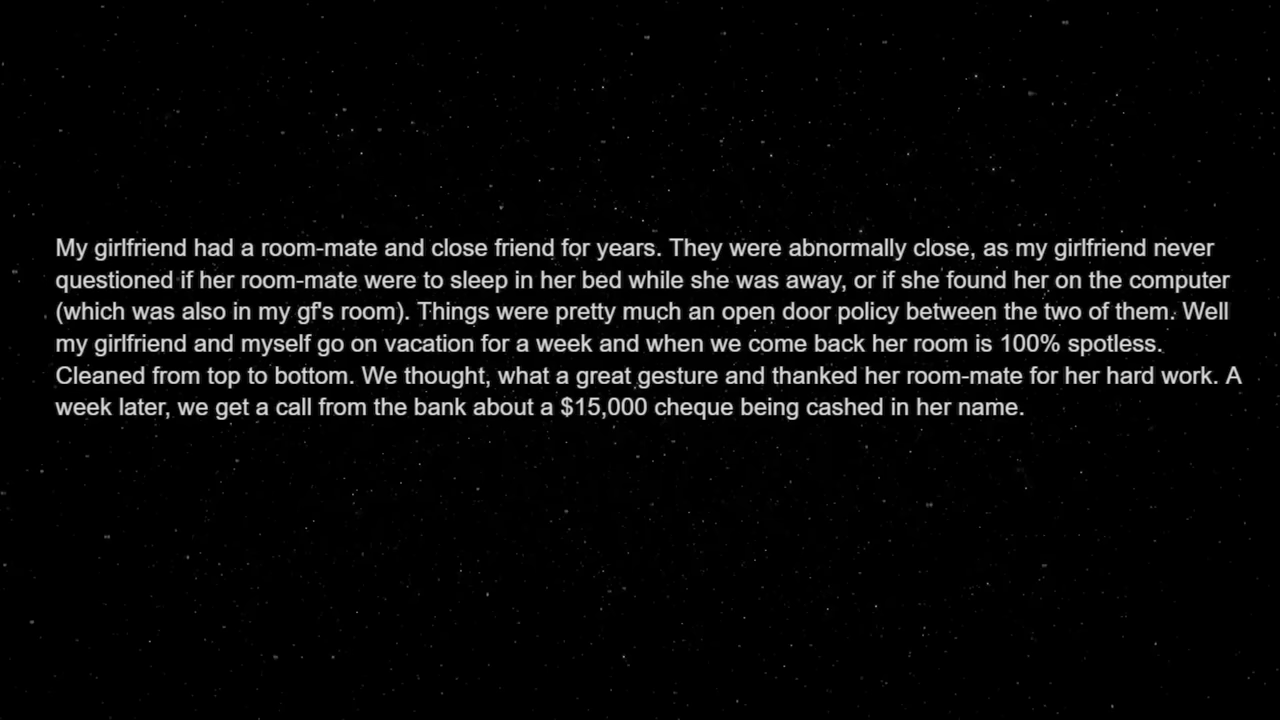 My girlfriend had a room-mate and close friend for years. They were abnormally close, as my girlfriend never
questioned if her room-mate were to sleep in her bed while she was away, or if she found her on the computer
(which was also in my gf's room). Things were pretty much an open door policy between the two of them. Well
my girlfriend and myself go on vacation for a week and when we come back her room is 100% spotless.
Cleaned from top to bottom. We thought, what a great gesture and thanked her room-mate for her hard work. A
week later, we get a call from the bank about a $15,000 cheque being cashed in her name.